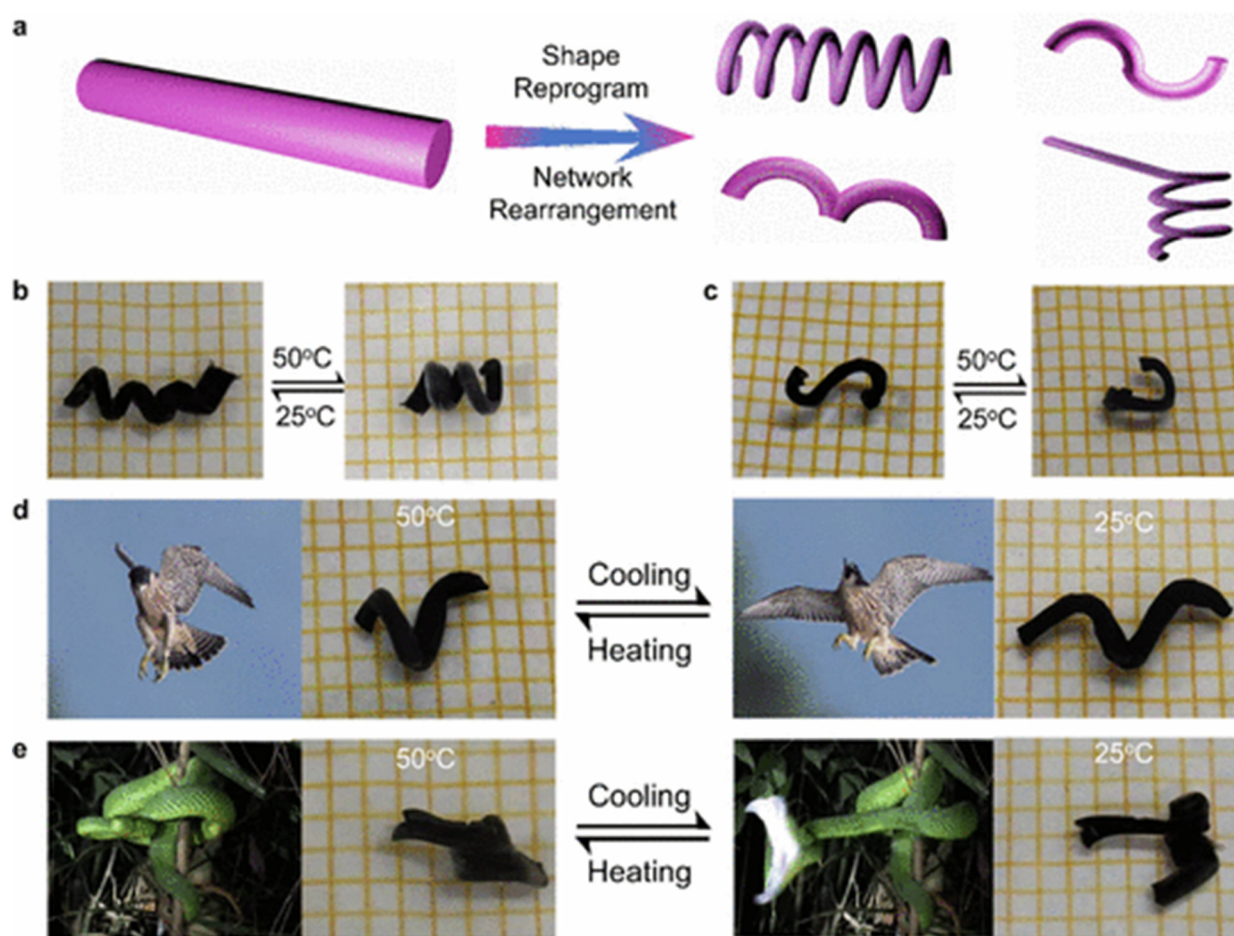 a
Shape
Reprogram
Network
Rearrangement
b
50°C
25°C
c
50°C
25°C
d
50°C
Cooling
Heating
25°C
e
50°C
Cooling
Heating
25°C